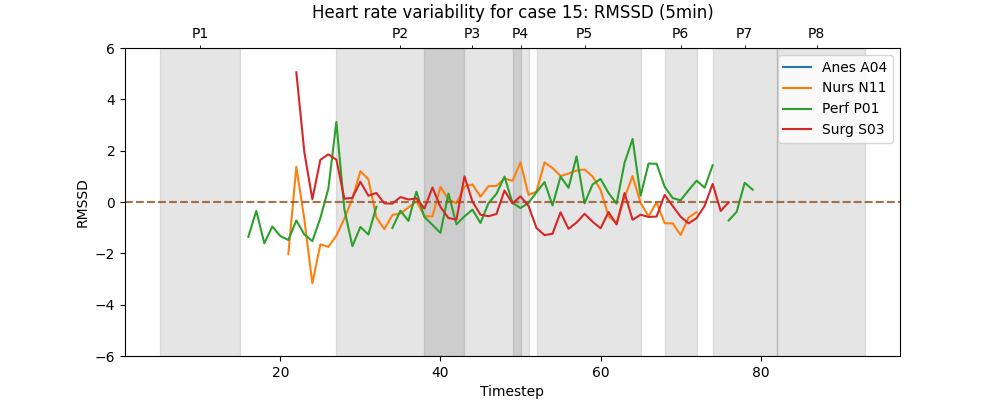 Heart rate variability for case 15: RMSSD (5min)
P1 P2 P3 P4 P5 P6 P7 P8
Anes A04
Nurs N11
Perf P01
Surg S03
RMSSD
6
4
2
0
−2
−4
−6
20 40 60 80
Timestep